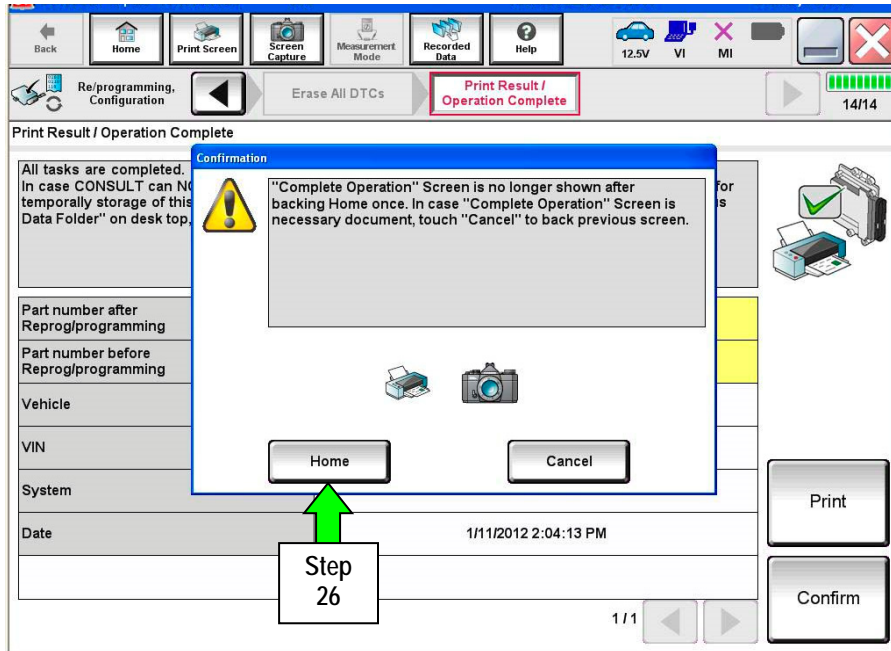 Back
Home
Print Screen
Screen
Capture
Measurement
Mode
Recorded
Data
Help
12.5V
VI
MI
Re/programming,
Configuration
Erase All DTCs
Print Result /
Operation Complete
14/14
Print Result / Operation Complete
All tasks are completed.
In case CONSULT can N
for
temporally storage of this
s
Data Folder" on desk top,
Confirmation
"Complete Operation" Screen is no longer shown after
backing Home once. In case "Complete Operation" Screen is
necessary document, touch "Cancel" to back previous screen.
Part number after
Reprog/programming
Part number before
Reprog/programming
Vehicle
VIN
System
Date
1/11/2012 2:04:13 PM
Home
Cancel
Step
26
1/1
Print
Confirm